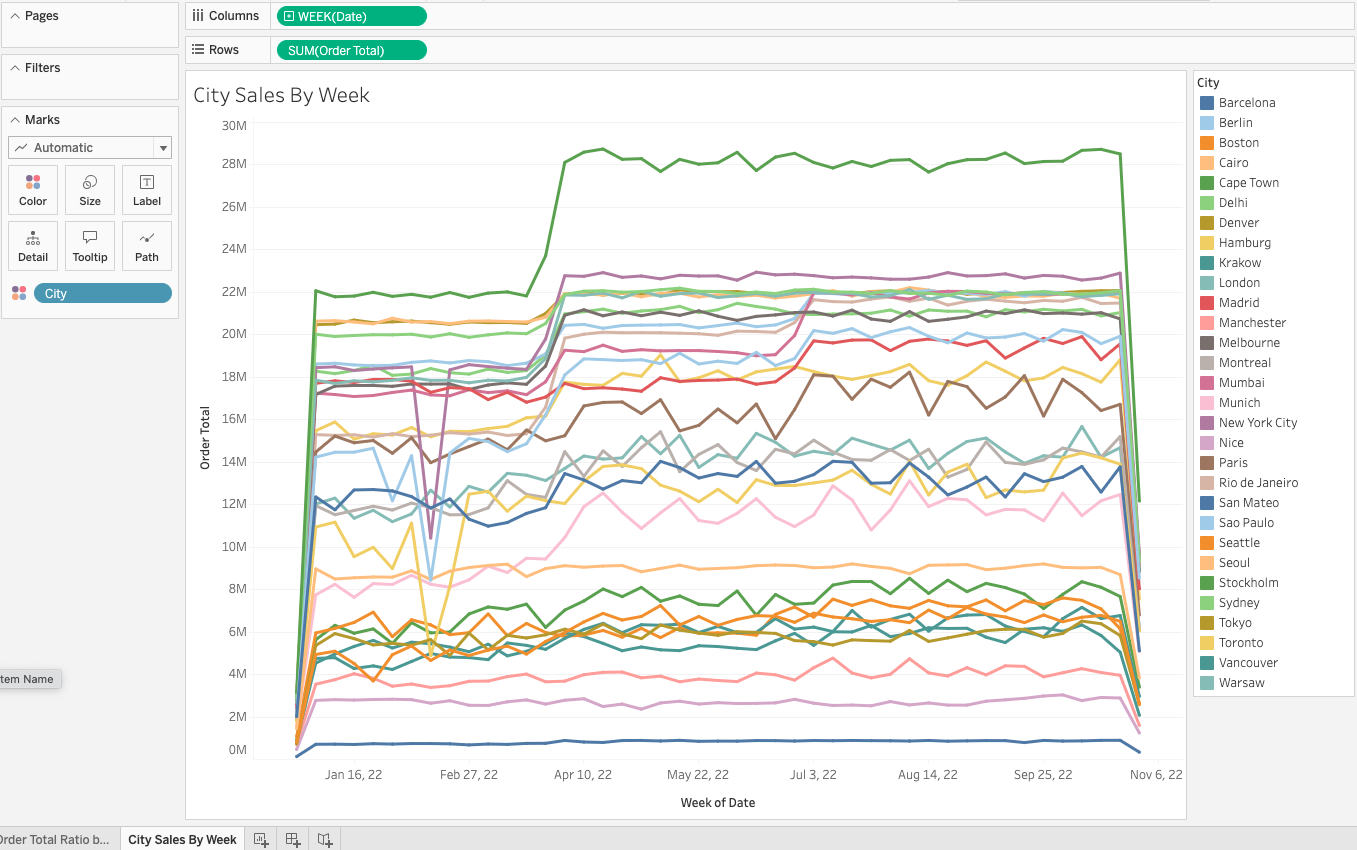 Pages
Columns
WEEK(Date)
Rows
SUM(Order Total)
Filters
Marks
Automatic
Color
Size
Label
Detail
Tooltip
Path
City
City Sales By Week
30M
28M
26M
24M
22M
20M
18M
16M
14M
12M
10M
8M
6M
4M
2M
0M
Order Total
Jan 16, 22
Feb 27, 22
Apr 10, 22
May 22, 22
Jul 3, 22
Aug 14, 22
Sep 25, 22
Nov 6, 22
Week of Date
City
Barcelona
Berlin
Boston
Cairo
Cape Town
Delhi
Denver
Hamburg
Krakow
London
Madrid
Manchester
Melbourne
Montreal
Mumbai
Munich
New York City
Nice
Paris
Rio de Janeiro
San Mateo
Sao Paulo
Seattle
Seoul
Stockholm
Sydney
Tokyo
Toronto
Vancouver
Warsaw
tem Name
Order Total Ratio b...
City Sales By Week